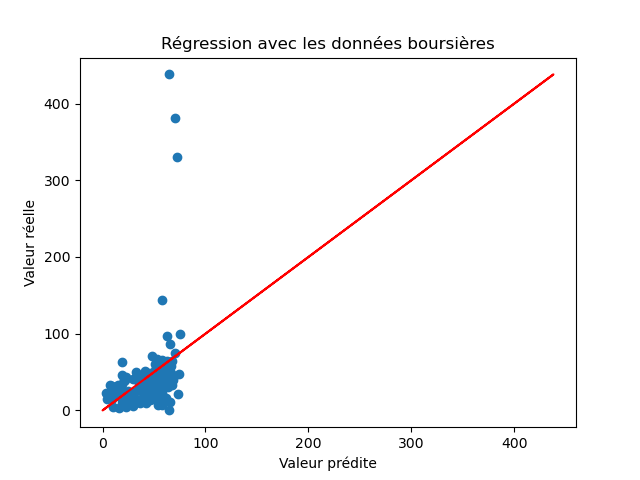 Régression avec les données boursières
400
300
200
100
0
Valeur réelle
0 100 200 300 400
Valeur prédite